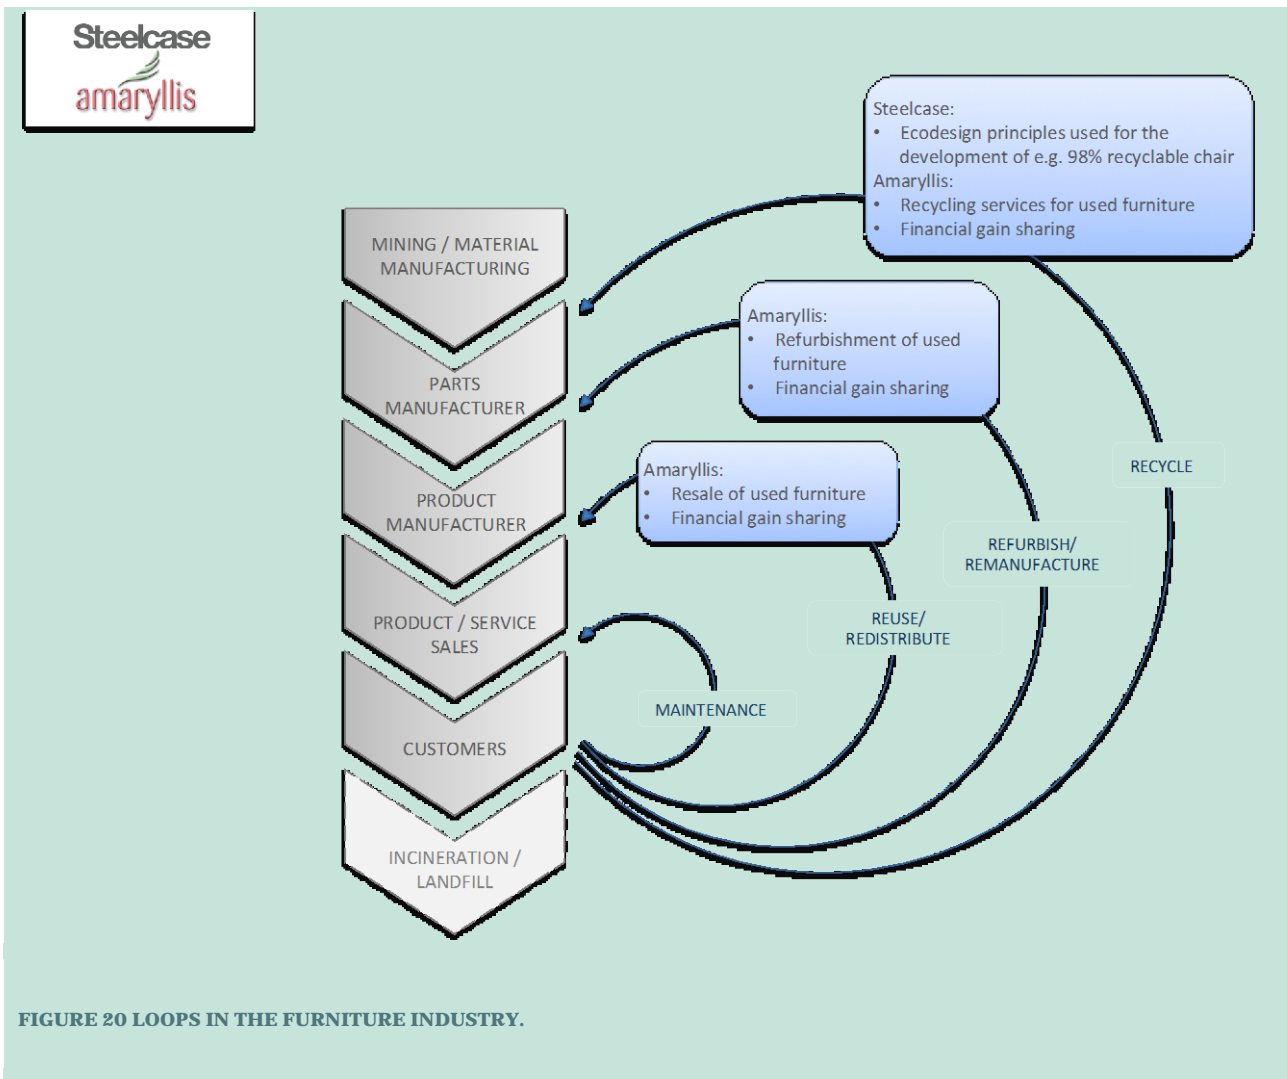 Steelcase
amaryllis
Steelcase:
• Ecodesign principles used for the
development of e.g. 98% recyclable chair
Amaryllis:
• Recycling services for used furniture
• Financial gain sharing
MINING / MATERIAL
MANUFACTURING
Amaryllis:
• Refurbishment of used
furniture
• Financial gain sharing
PARTS
MANUFACTURER
RECYCLE
Amaryllis:
• Resale of used furniture
• Financial gain sharing
PRODUCT
MANUFACTURER
REFURBISH/
REMANUFACTURE
PRODUCT / SERVICE
SALES
REUSE/
REDISTRIBUTE
MAINTENANCE
CUSTOMERS
INCINERATION /
LANDFILL
FIGURE 20 LOOPS IN THE FURNITURE INDUSTRY.